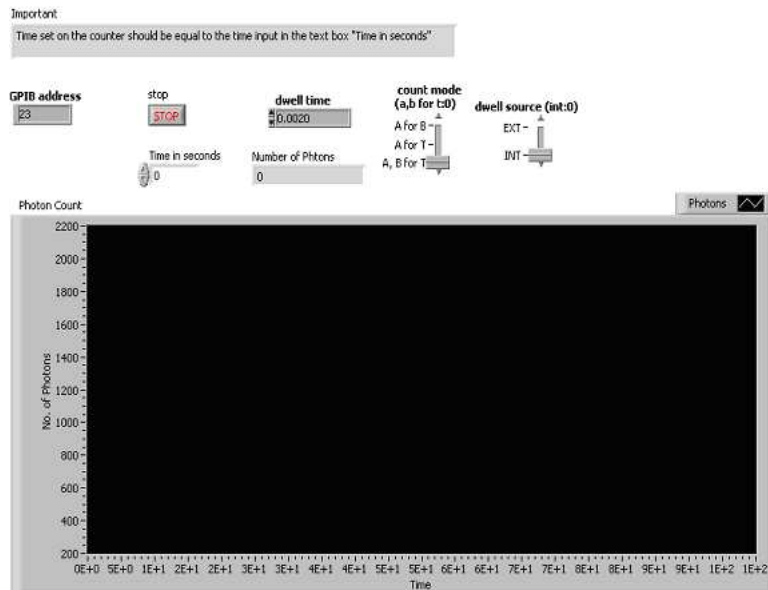 Important
Time set on the counter should be equal to the time input in the text box "Time in seconds"
GPIB address
23
stop
STOP
dwell time
0.0020
count mode
(a,b for t:0)
A for B
A for T
A, B for T
dwell source (int:0)
EXT
INT
Time in seconds
0
Number of Phtons
0
Photon Count
Photons
No. of Photons
2200
2000
1800
1600
1400
1200
1000
800
600
400
200
0E+0 5E+0 1E+1 2E+1 2E+1 3E+1 3E+1 4E+1 4E+1 5E+1 5E+1 6E+1 6E+1 7E+1 7E+1 8E+1 8E+1 9E+1 9E+1 1E+2 1E+2
Time